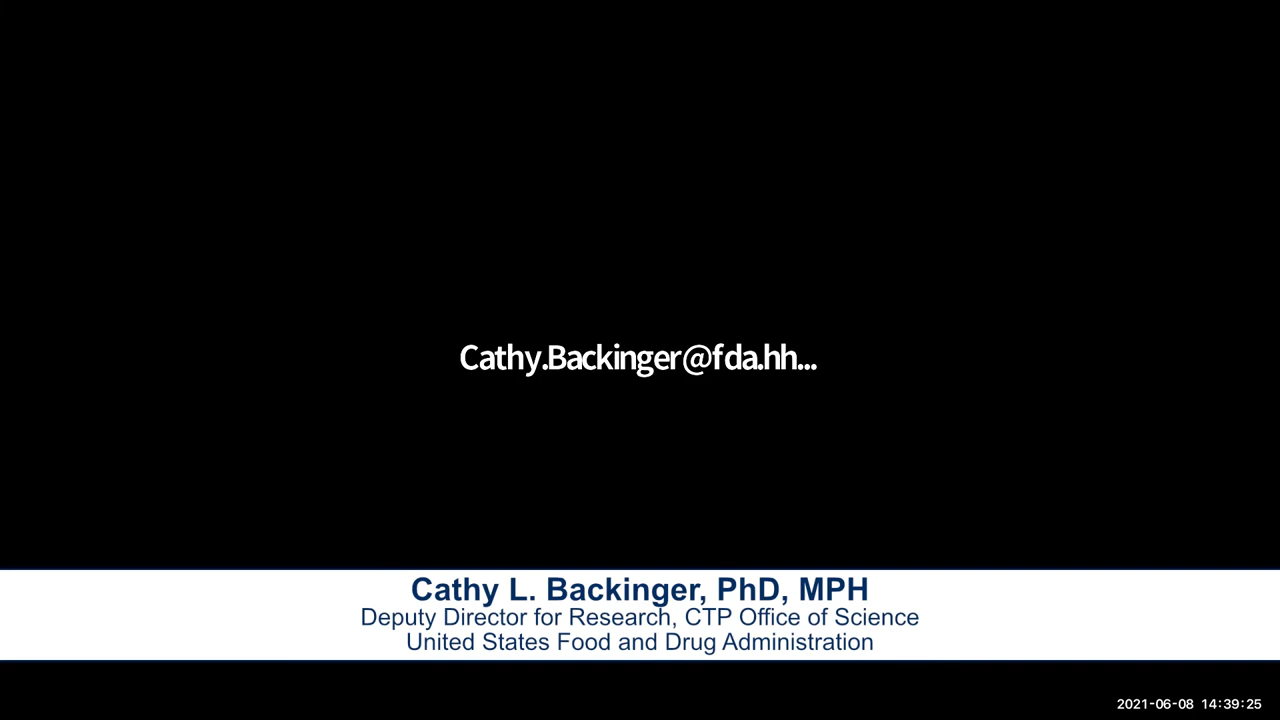 Cathy.Backinger@fda.hh...
Cathy L. Backinger, PhD, MPH
Deputy Director for Research, CTP Office of Science
United States Food and Drug Administration
2021-06-08 14:39:25